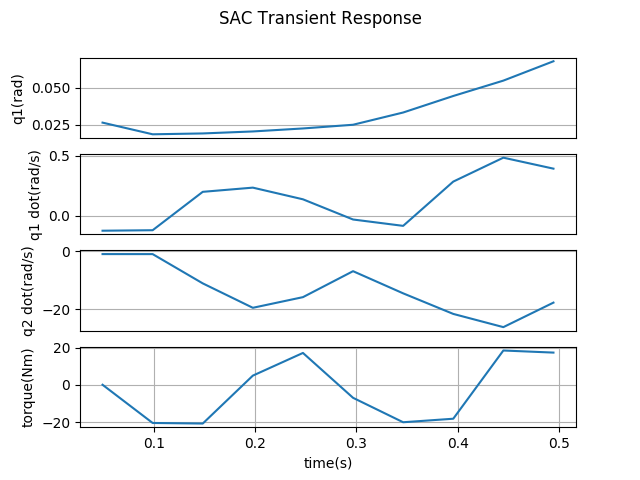 SAC Transient Response
q1(rad)
0.050
0.025
q1 dot(rad/s)
0.5
0.0
q2 dot(rad/s)
0
−20
torque(Nm)
20
0
−20
0.1 0.2 0.3 0.4 0.5
time(s)